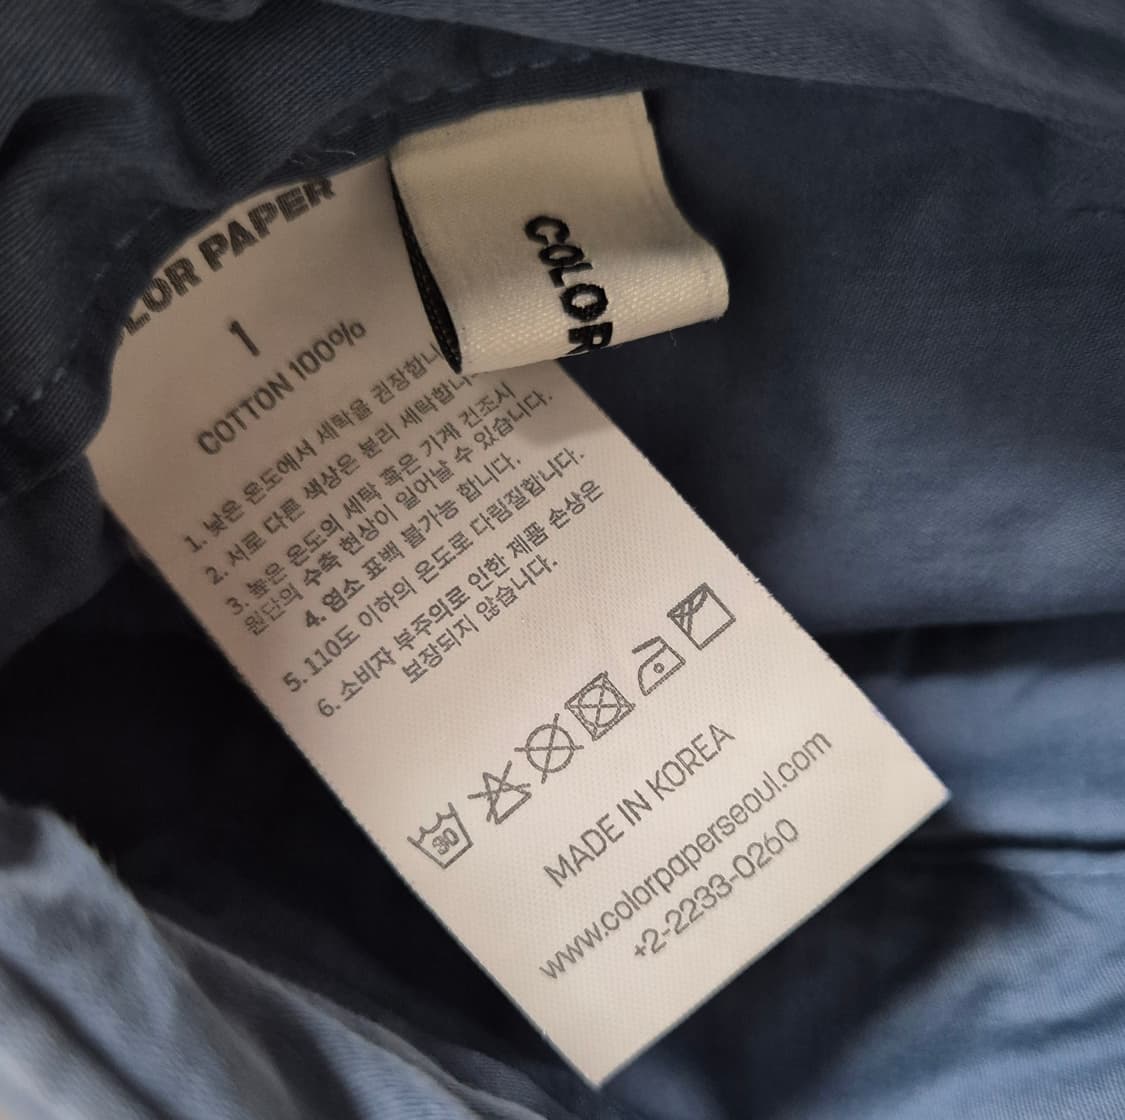 LOR PAPER
COLOR
1
COTTON 100%
1. 낮은 온도에서 세탁을 권장합니
2. 서로 다른 색상은 분리 세탁합니
3. 높은 온도의 세탁 혹은 기계 건조시
원단의 수축 현상이 일어날 수 있습니다.
4. 염소 표백 불가능 합니다.
5. 110도 이하의 온도로 다림질합니다.
6. 소비자 부주의로 인한 제품 손상은
보장되지 않습니다.
30
MADE IN KOREA
www.colorpaperseoul.com
+2-2233-0260